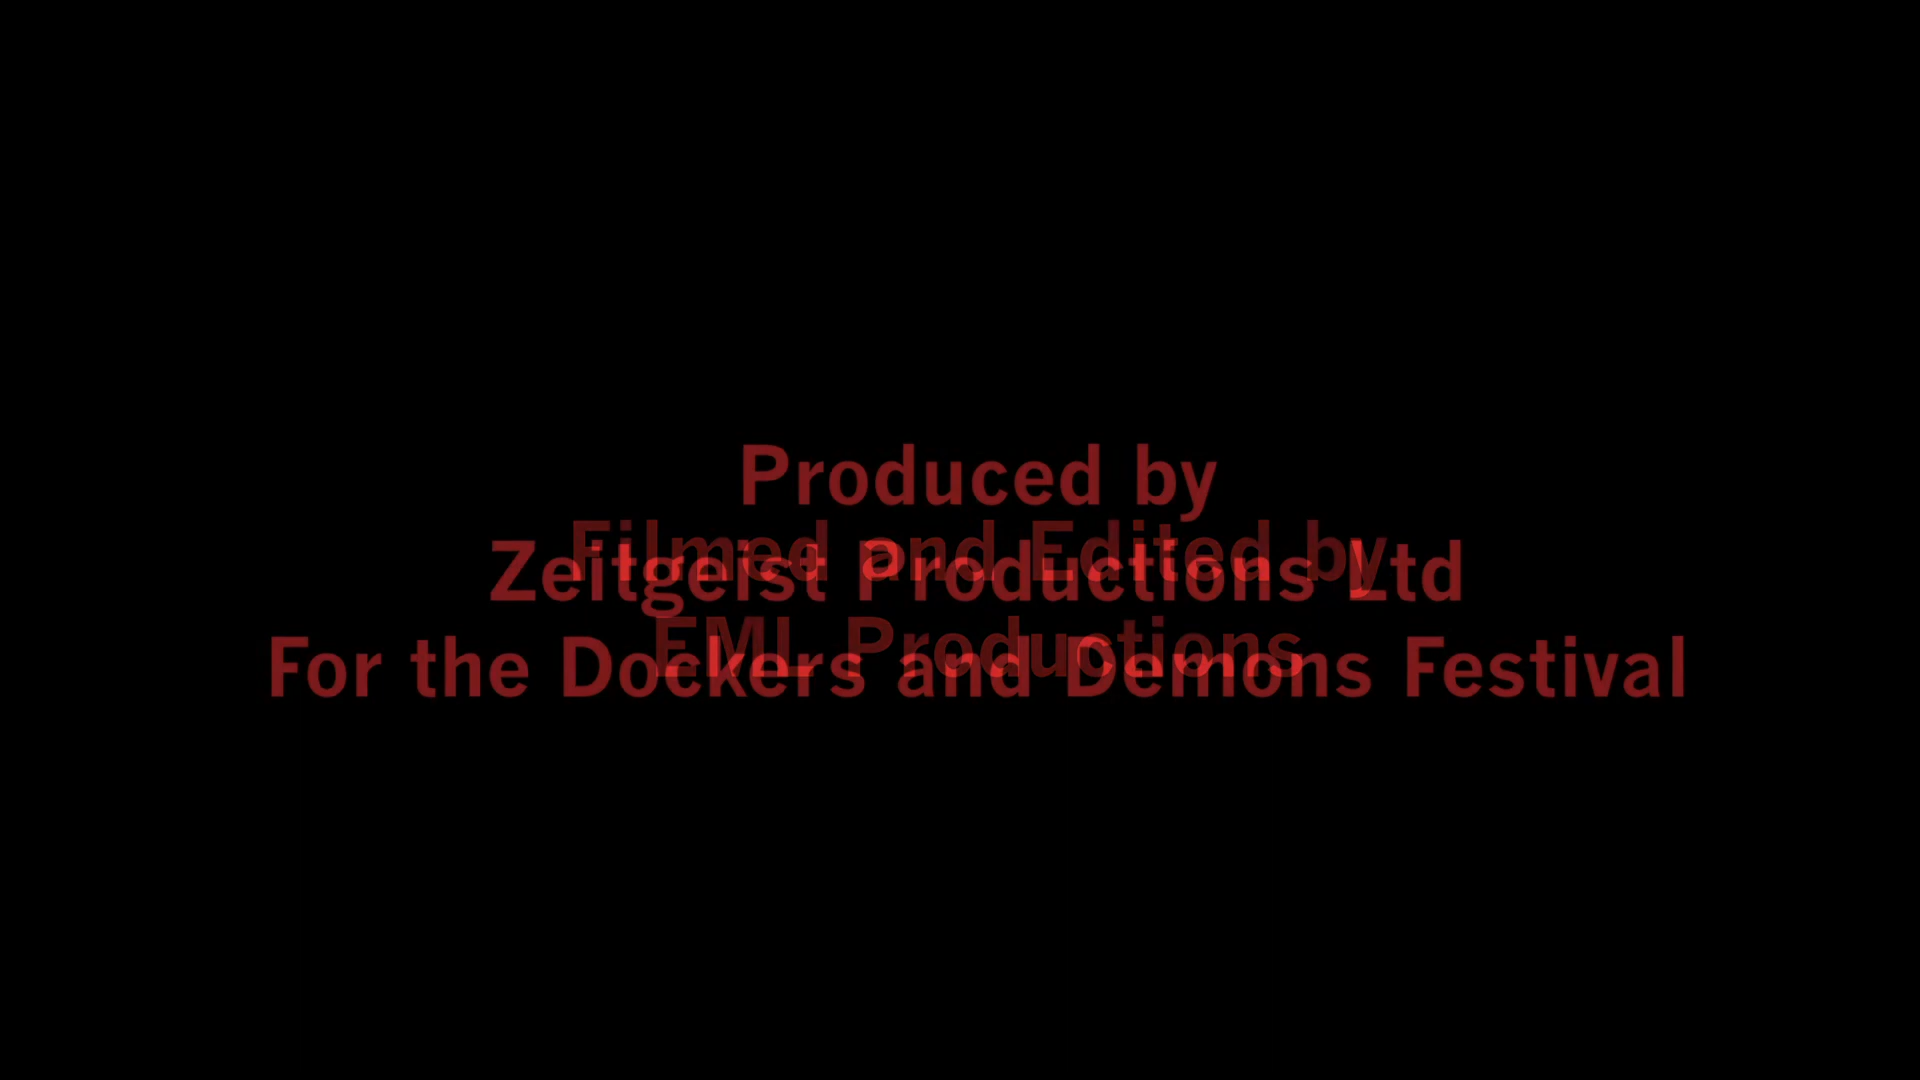 Produced by
Filmed and Edited by
Zeitgeist Productions Ltd
EML Productions
For the Dockers and Demons Festival